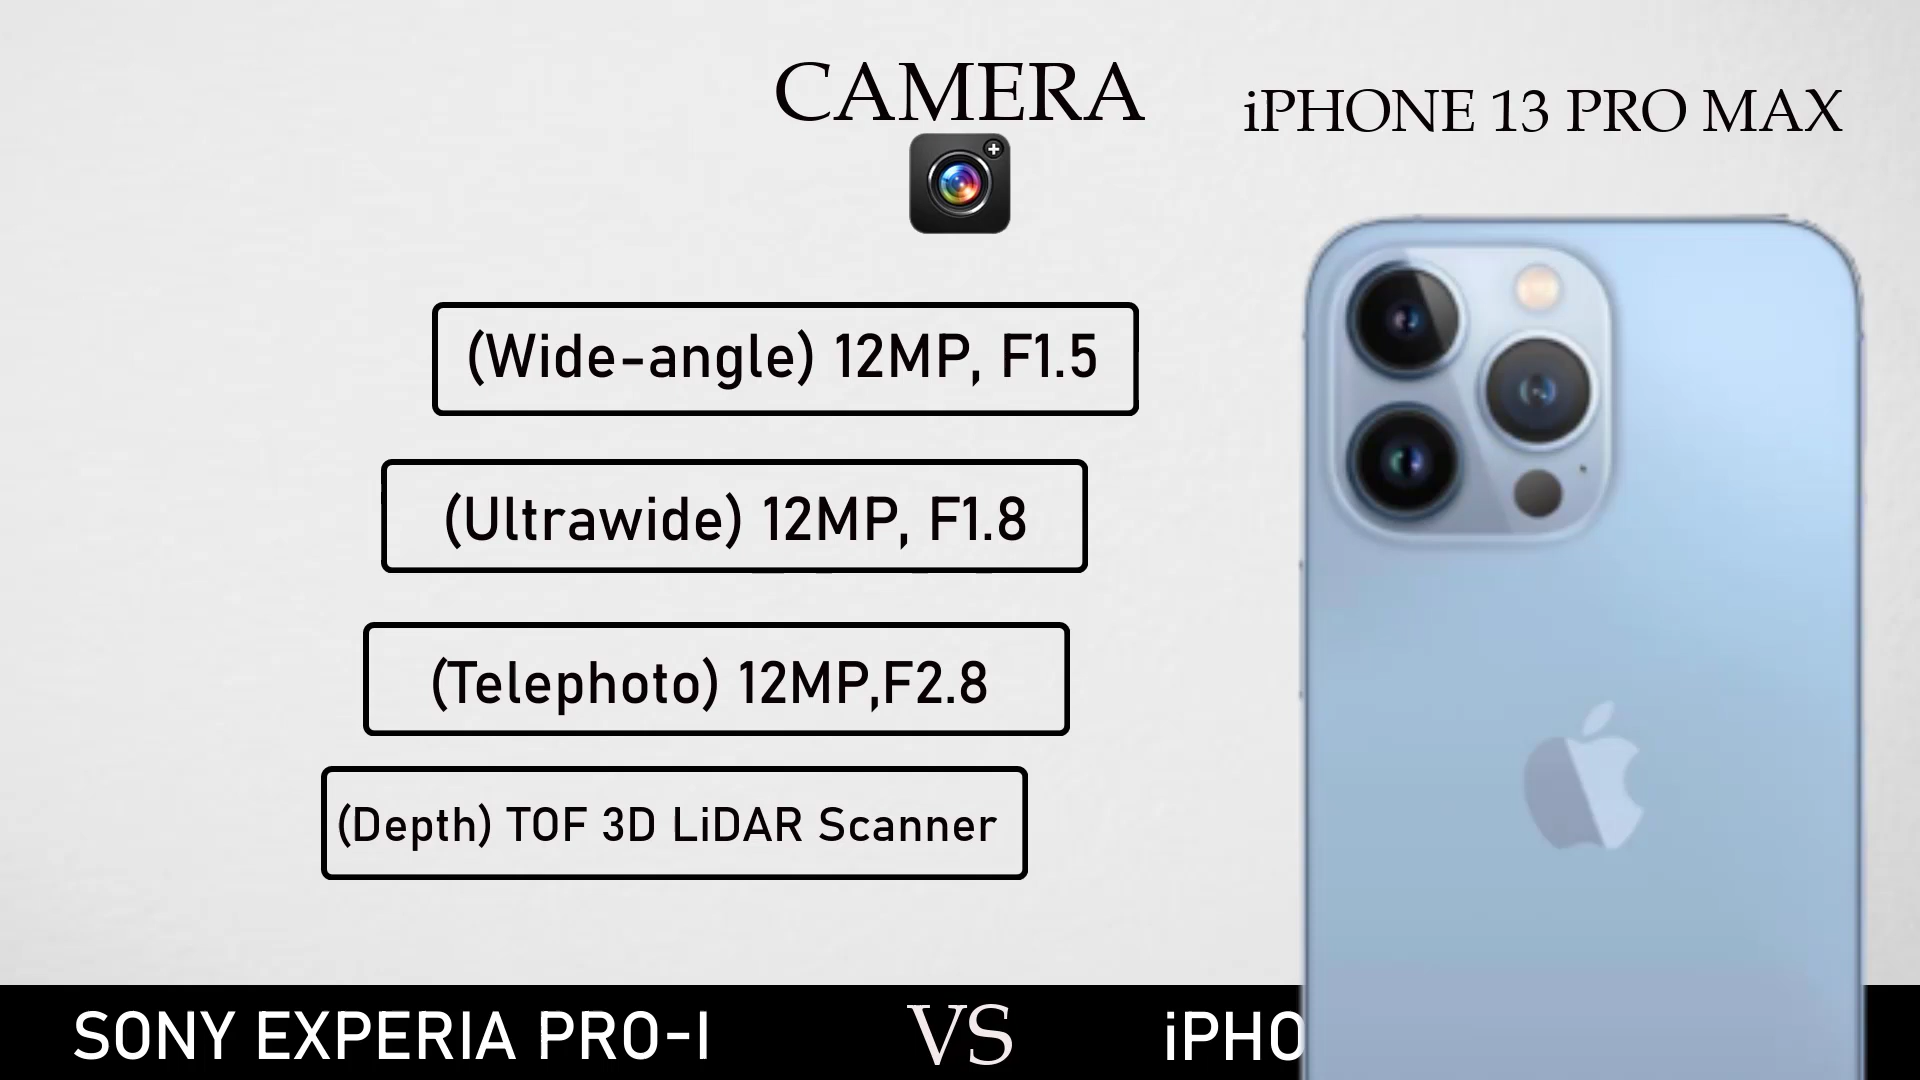 CAMERA
iPHONE 13 PRO MAX
(Wide-angle) 12MP, F1.5
(Ultrawide) 12MP, F1.8
(Telephoto) 12MP,F2.8
(Depth) TOF 3D LiDAR Scanner
SONY EXPERIA PRO-I VS iPHO